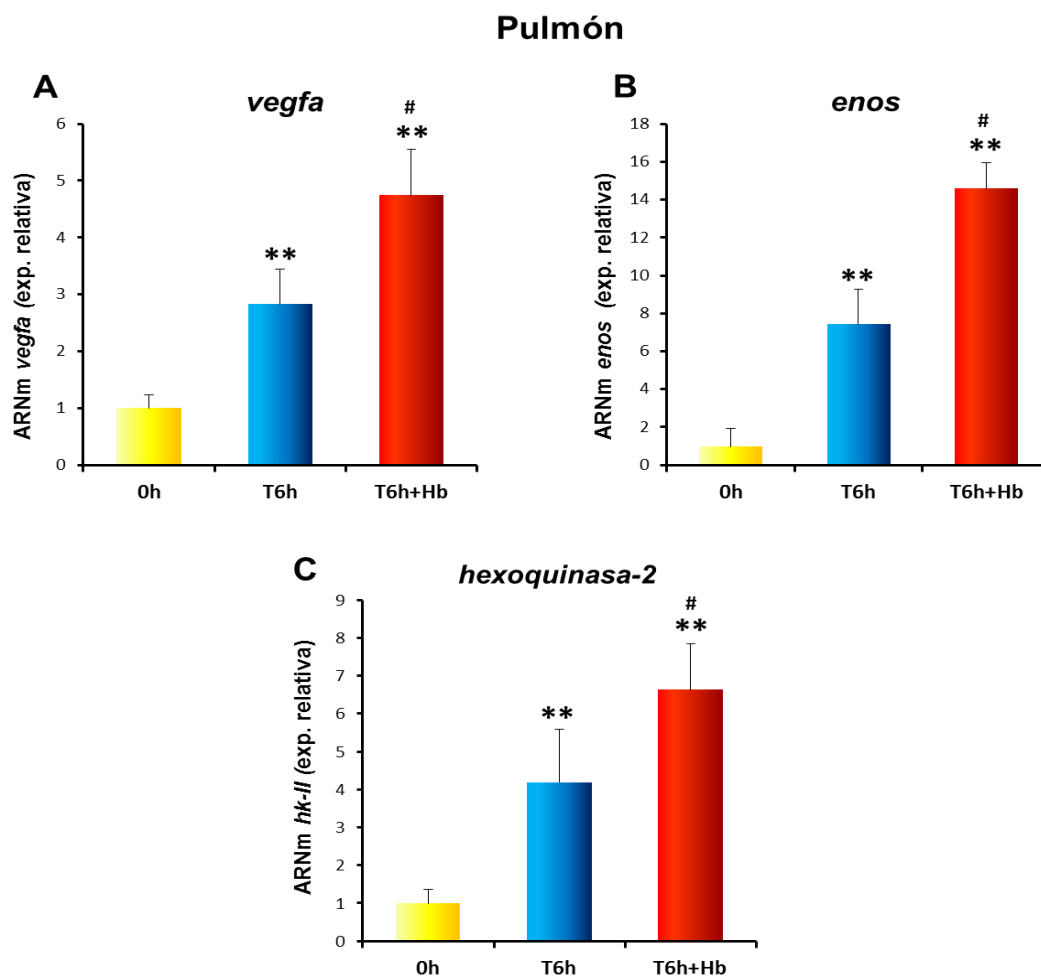 Pulmón
A
vegfa
ARNm vegfa (exp. relativa)
6
5
4
3
2
1
0
**
#
**
0h
T6h
T6h+Hb
B
enos
ARNm enos (exp. relativa)
18
16
14
12
10
8
6
4
2
0
**
#
**
0h
T6h
T6h+Hb
C
hexoquinasa-2
ARNm hk-II (exp. relativa)
9
8
7
6
5
4
3
2
1
0
**
#
**
0h
T6h
T6h+Hb